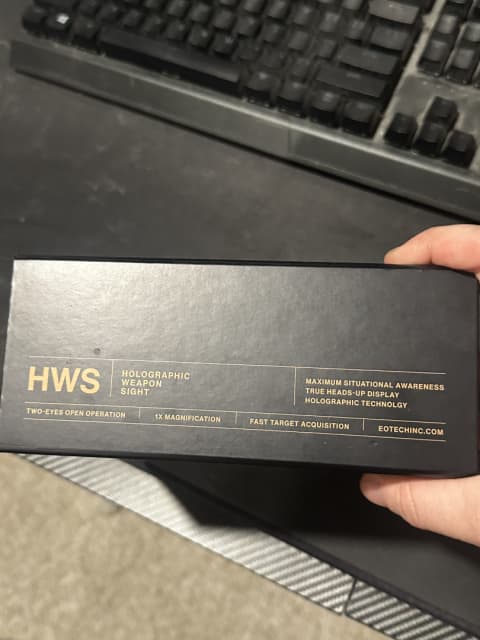 HWS
HOLOGRAPHIC
WEAPON
SIGHT
MAXIMUM SITUATIONAL AWARENESS
TRUE HEADS-UP DISPLAY
HOLOGRAPHIC TECHNOLGY
TWO-EYES OPEN OPERATION
1X MAGNIFICATION
FAST TARGET ACQUISITION
EOTECHINC.COM